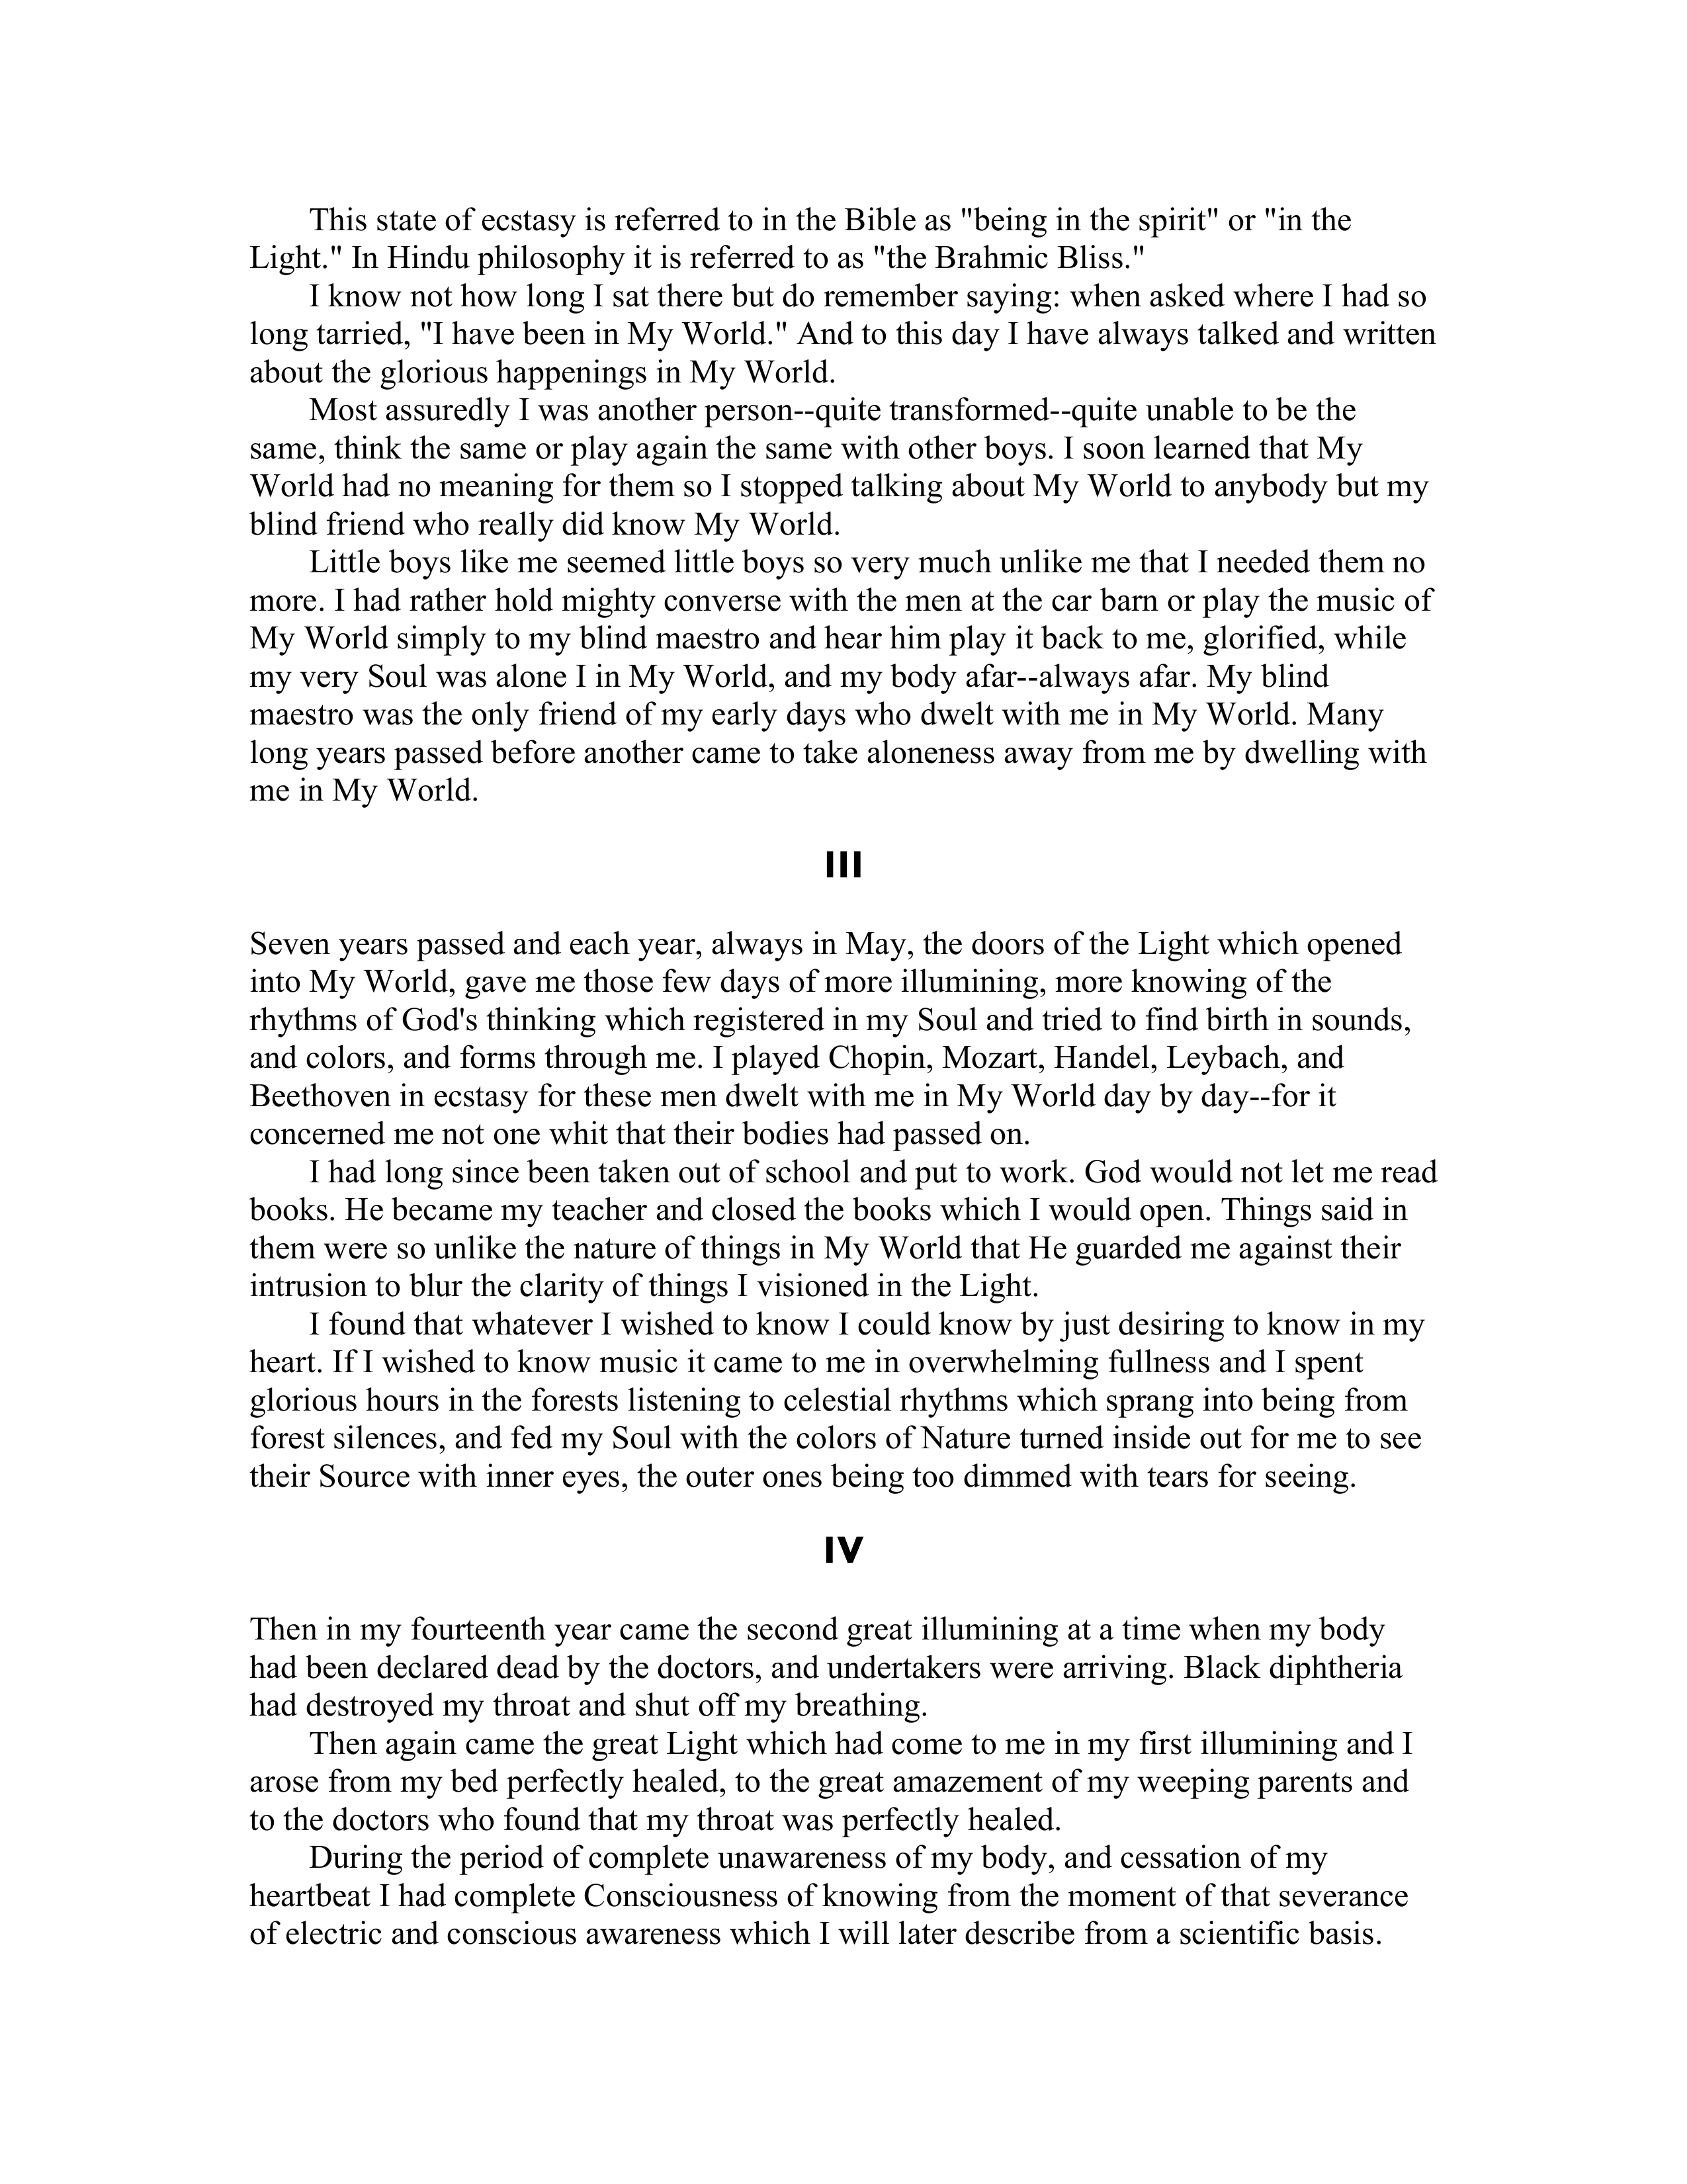 This state of ecstasy is referred to in the Bible as "being in the spirit" or "in the
Light." In Hindu philosophy it is referred to as "the Brahmic Bliss."
I know not how long I sat there but do remember saying: when asked where I had so
long tarried, "I have been in My World." And to this day I have always talked and written
about the glorious happenings in My World.
Most assuredly I was another person--quite transformed--quite unable to be the
same, think the same or play again the same with other boys. I soon learned that My
World had no meaning for them so I stopped talking about My World to anybody but my
blind friend who really did know My World.
Little boys like me seemed little boys so very much unlike me that I needed them no
more. I had rather hold mighty converse with the men at the car barn or play the music of
My World simply to my blind maestro and hear him play it back to me, glorified, while
my very Soul was alone I in My World, and my body afar--always afar. My blind
maestro was the only friend of my early days who dwelt with me in My World. Many
long years passed before another came to take aloneness away from me by dwelling with
me in My World.
III
Seven years passed and each year, always in May, the doors of the Light which opened
into My World, gave me those few days of more illumining, more knowing of the
rhythms of God's thinking which registered in my Soul and tried to find birth in sounds,
and colors, and forms through me. I played Chopin, Mozart, Handel, Leybach, and
Beethoven in ecstasy for these men dwelt with me in My World day by day--for it
concerned me not one whit that their bodies had passed on.
I had long since been taken out of school and put to work. God would not let me read
books. He became my teacher and closed the books which I would open. Things said in
them were so unlike the nature of things in My World that He guarded me against their
intrusion to blur the clarity of things I visioned in the Light.
I found that whatever I wished to know I could know by just desiring to know in my
heart. If I wished to know music it came to me in overwhelming fullness and I spent
glorious hours in the forests listening to celestial rhythms which sprang into being from
forest silences, and fed my Soul with the colors of Nature turned inside out for me to see
their Source with inner eyes, the outer ones being too dimmed with tears for seeing.
IV
Then in my fourteenth year came the second great illumining at a time when my body
had been declared dead by the doctors, and undertakers were arriving. Black diphtheria
had destroyed my throat and shut off my breathing.
Then again came the great Light which had come to me in my first illumining and I
arose from my bed perfectly healed, to the great amazement of my weeping parents and
to the doctors who found that my throat was perfectly healed.
During the period of complete unawareness of my body, and cessation of my
heartbeat I had complete Consciousness of knowing from the moment of that severance
of electric and conscious awareness which I will later describe from a scientific basis.